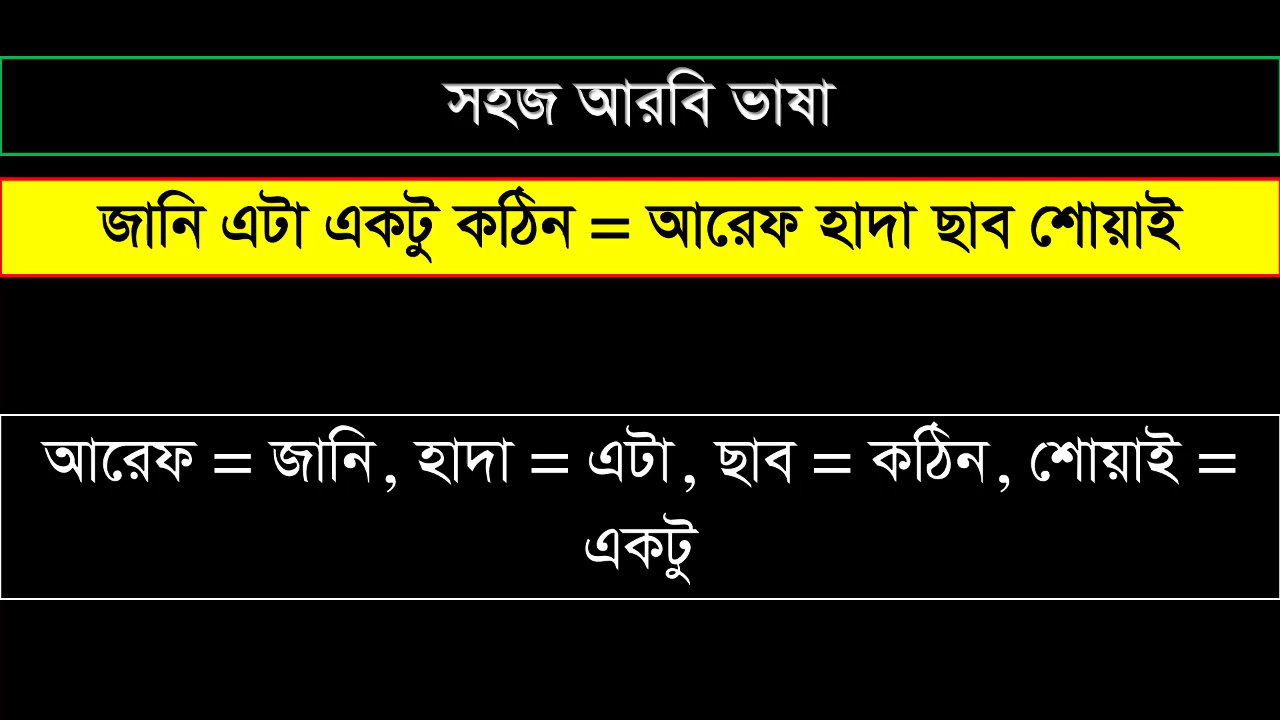 সহজ আরবি ভাষা
জানি এটা একটু কঠিন = আরেফ হাদা ছাব শোয়াই
আরেফ = জানি, হাদা = এটা, ছাব = কঠিন, শোয়াই =
একটু